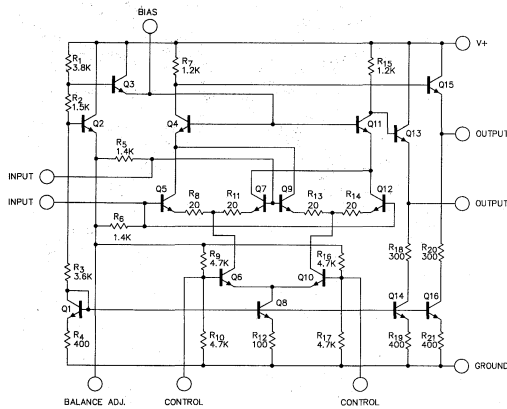 BIAS
V+
R1
3.8K
R7
1.2K
R15
1.2K
Q3
Q15
R2
1.5K
Q2
Q4
Q11
Q13
OUTPUT
R5
1.4K
INPUT
Q5
R8
20
R11
20
Q7
Q9
R13
20
R14
20
Q12
INPUT
OUTPUT
R6
1.4K
R18
300
R20
300
R9
4.7K
R16
4.7K
R3
3.6K
Q6
Q10
Q1
Q8
Q14
Q16
R4
400
R10
4.7K
R12
100
R17
4.7K
R19
400
R21
400
GROUND
BALANCE ADJ.
CONTROL
CONTROL